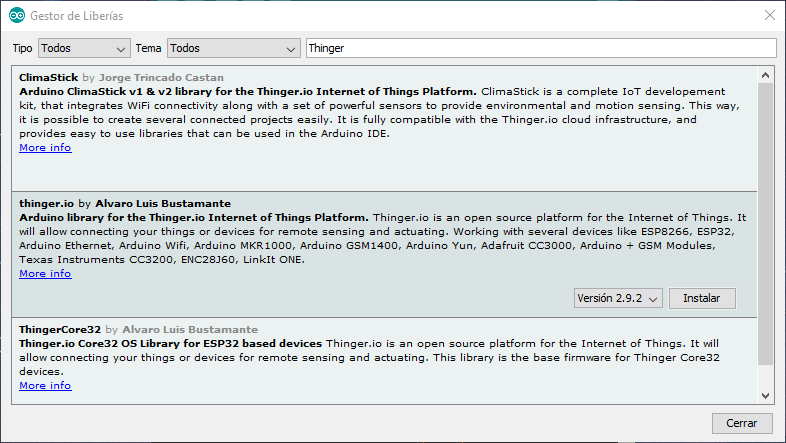 Gestor de Liberías
Tipo Todos Tema Todos Thinger
ClimaStick by Jorge Trincado Castan
Arduino ClimaStick v1 & v2 library for the Thinger.io Internet of Things Platform. ClimaStick is a complete IoT developement
kit, that integrates WiFi connectivity along with a set of powerful sensors to provide environmental and motion sensing. This way,
it is possible to create several connected projects easily. It is fully compatible with the Thinger.io cloud infrastructure, and
provides easy to use libraries that can be used in the Arduino IDE.
More info
thinger.io by Alvaro Luis Bustamante
Arduino library for the Thinger.io Internet of Things Platform. Thinger.io is an open source platform for the Internet of Things. It
will allow connecting your things or devices for remote sensing and actuating. Working with several devices like ESP8266, ESP32,
Arduino Ethernet, Arduino Wifi, Arduino MKR1000, Arduino GSM1400, Arduino Yun, Adafruit CC3000, Arduino + GSM Modules,
Texas Instruments CC3200, ENC28J60, LinkIt ONE.
More info
Versión 2.9.2 Instalar
ThingerCore32 by Alvaro Luis Bustamante
Thinger.io Core32 OS Library for ESP32 based devices Thinger.io is an open source platform for the Internet of Things. It will
allow connecting your things or devices for remote sensing and actuating. This library is the base firmware for Thinger Core32
devices.
More info
Cerrar